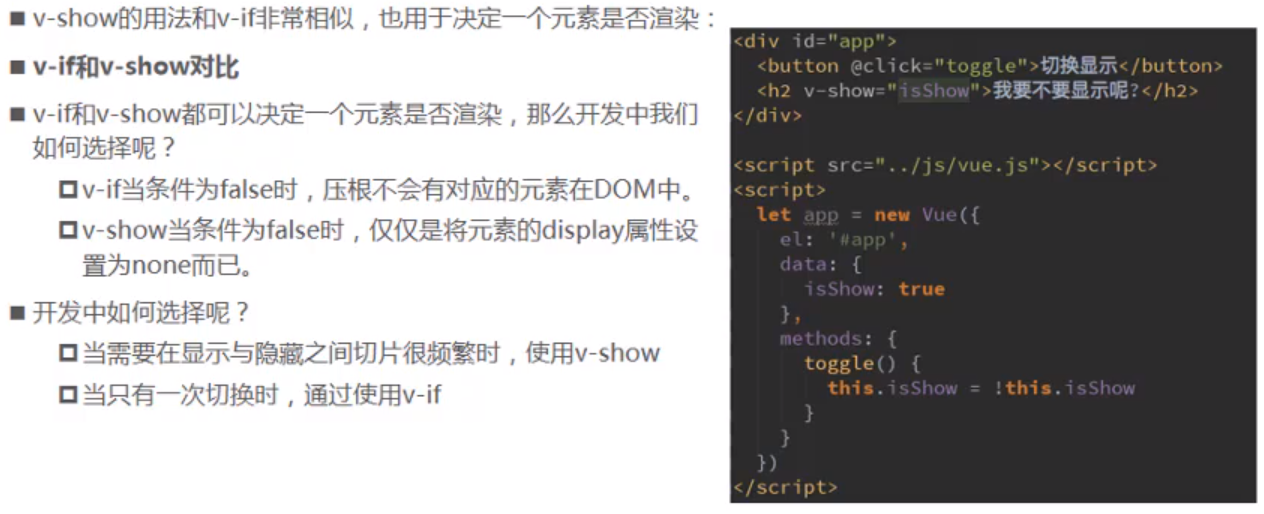 ■ v-show的用法和v-if非常相似，也用于决定一个元素是否渲染：
■ v-if和v-show对比
■ v-if和v-show都可以决定一个元素是否渲染，那么开发中我们
如何选择呢？
v-if当条件为false时，压根不会有对应的元素在DOM中。
v-show当条件为false时，仅仅是将元素的display属性设
置为none而已。
■ 开发中如何选择呢？
当需要在显示与隐藏之间切片很频繁时，使用v-show
当只有一次切换时，通过使用v-if
<div id="app">
<button @click="toggle">切换显示</button>
<h2 v-show="isShow">我要不要显示呢?</h2>
</div>
<script src="../js/vue.js"></script>
<script>
let app = new Vue({
el: '#app',
data: {
isShow: true
},
methods: {
toggle() {
this.isShow = !this.isShow
}
}
})
</script>